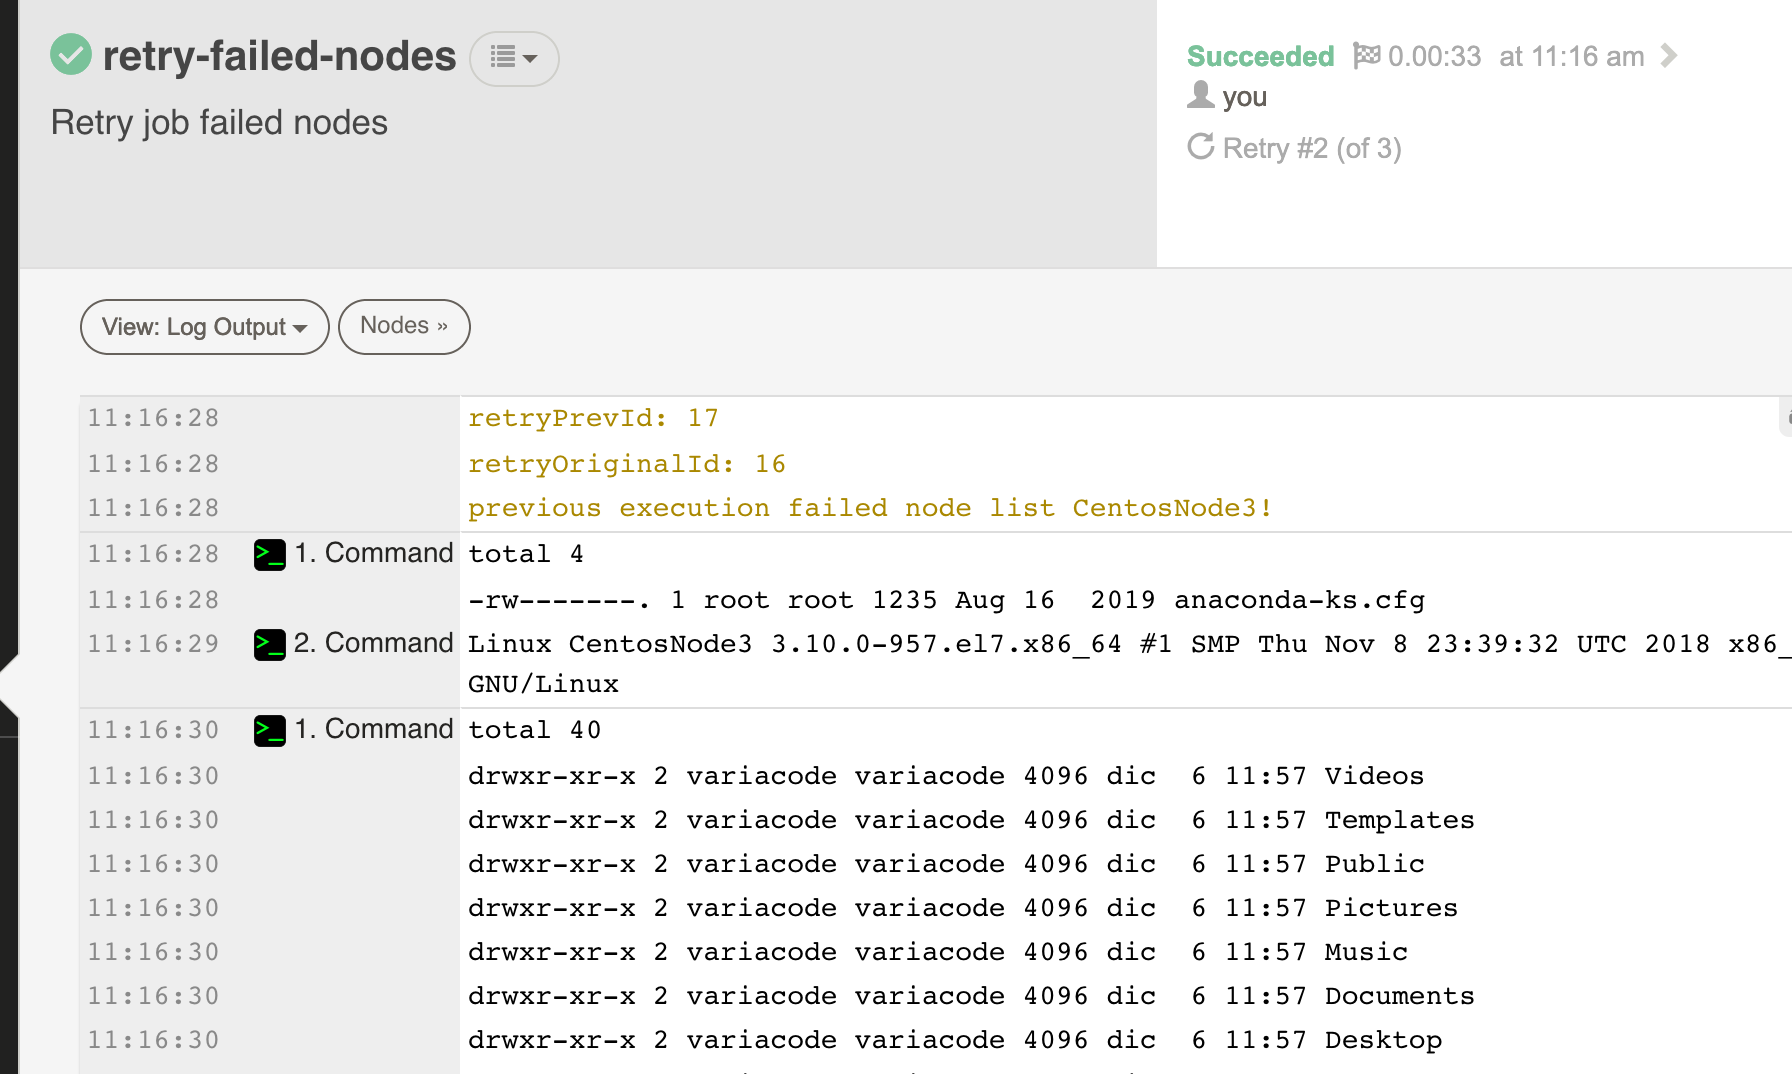 retry-failed-nodes
Retry job failed nodes
Succeeded 0.00:33 at 11:16 am
you
Retry #2 (of 3)
View: Log Output
Nodes »
11:16:28 retryPrevId: 17
11:16:28 retryOriginalId: 16
11:16:28 previous execution failed node list CentosNode3!
11:16:28 >_ 1. Command total 4
11:16:28 -rw-------. 1 root root 1235 Aug 16  2019 anaconda-ks.cfg
11:16:29 >_ 2. Command Linux CentosNode3 3.10.0-957.el7.x86_64 #1 SMP Thu Nov 8 23:39:32 UTC 2018 x86_
GNU/Linux
11:16:30 >_ 1. Command total 40
11:16:30 drwxr-xr-x 2 variacode variacode 4096 dic  6 11:57 Videos
11:16:30 drwxr-xr-x 2 variacode variacode 4096 dic  6 11:57 Templates
11:16:30 drwxr-xr-x 2 variacode variacode 4096 dic  6 11:57 Public
11:16:30 drwxr-xr-x 2 variacode variacode 4096 dic  6 11:57 Pictures
11:16:30 drwxr-xr-x 2 variacode variacode 4096 dic  6 11:57 Music
11:16:30 drwxr-xr-x 2 variacode variacode 4096 dic  6 11:57 Documents
11:16:30 drwxr-xr-x 2 variacode variacode 4096 dic  6 11:57 Desktop